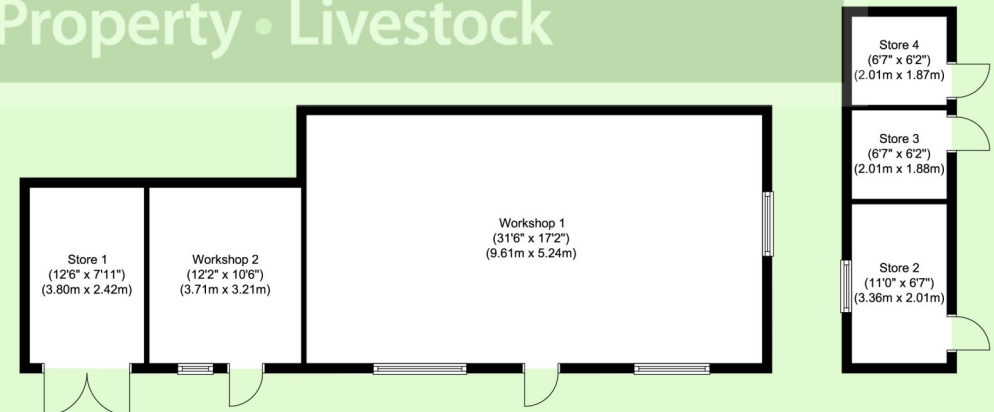 Property • Livestock
Store 4
(6'7" x 6'2")
(2.01m x 1.87m)
Store 3
(6'7" x 6'2")
(2.01m x 1.88m)
Workshop 1
(31'6" x 17'2")
(9.61m x 5.24m)
Store 1
(12'6" x 7'11")
(3.80m x 2.42m)
Workshop 2
(12'2" x 10'6")
(3.71m x 3.21m)
Store 2
(11'0" x 6'7")
(3.36m x 2.01m)